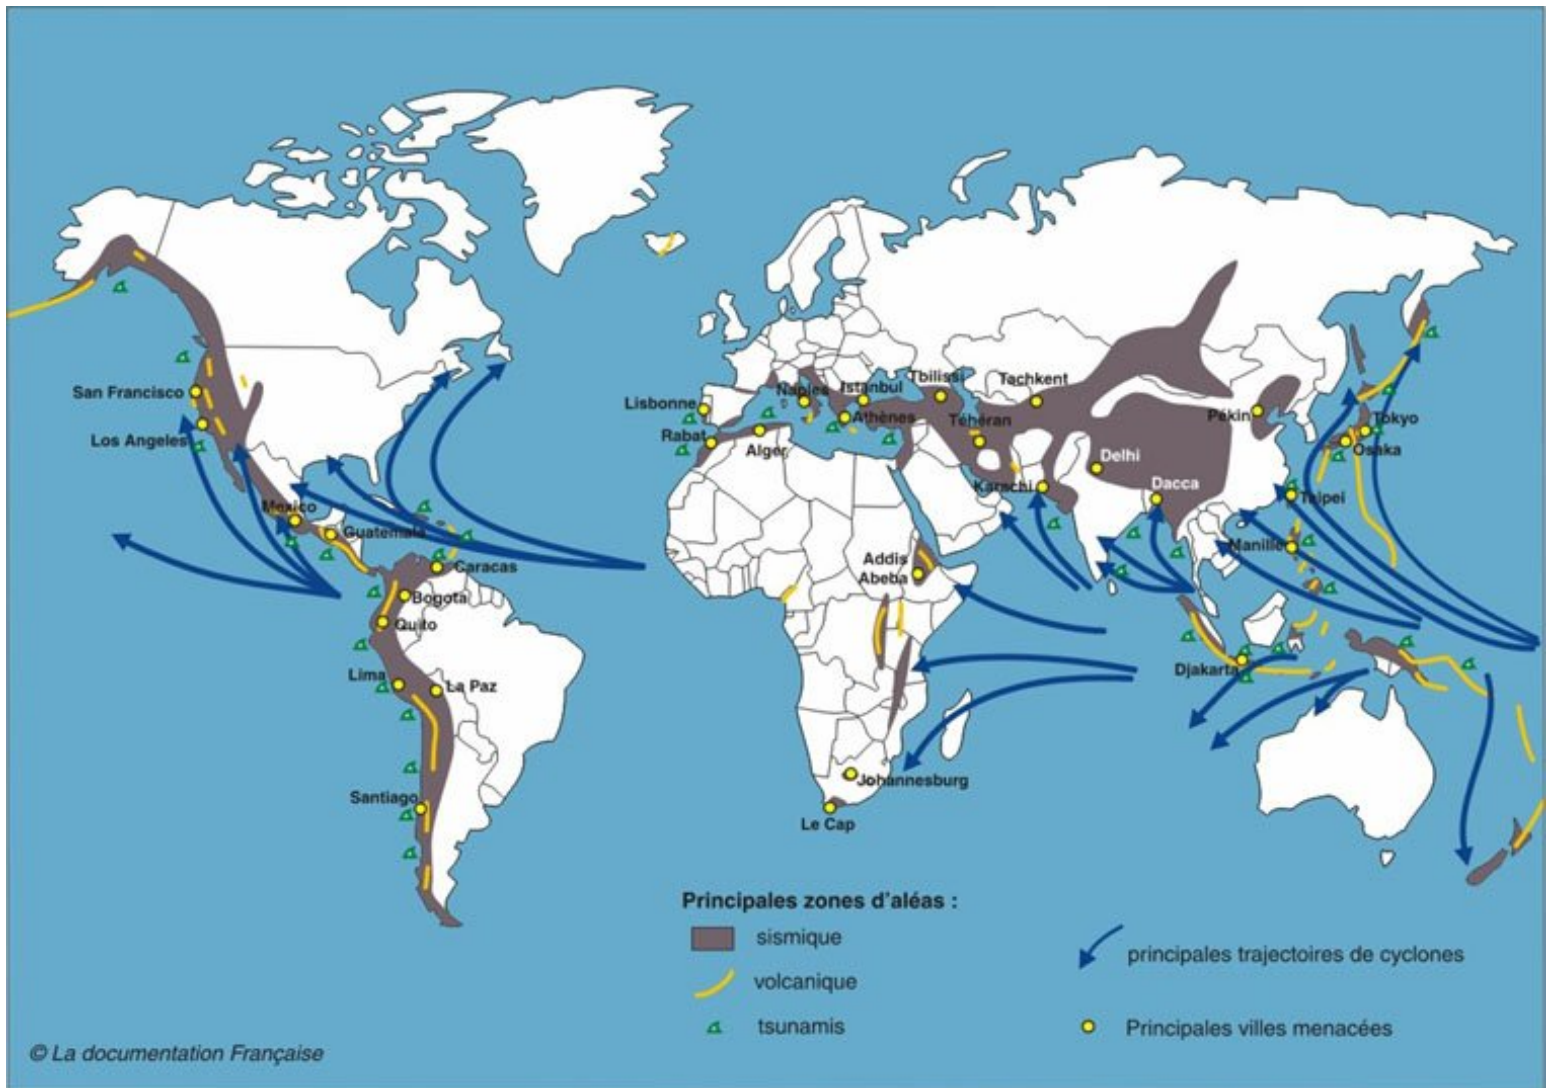 San Francisco
Los Angeles
Mexico
Guatemala
Caracas
Bogota
Quito
Lima
La Paz
Santiago
Lisbonne
Rabat
Alger
Naples
Istanbul
Athènes
Tbilissi
Téhéran
Tachkent
Karachi
Delhi
Dacca
Pékin
Tokyo
Osaka
Taipei
Manille
Djakarta
Addis
Abeba
Johannesburg
Le Cap
Principales zones d'aléas :
sismique
volcanique
tsunamis
principales trajectoires de cyclones
Principales villes menacées
© La documentation Française